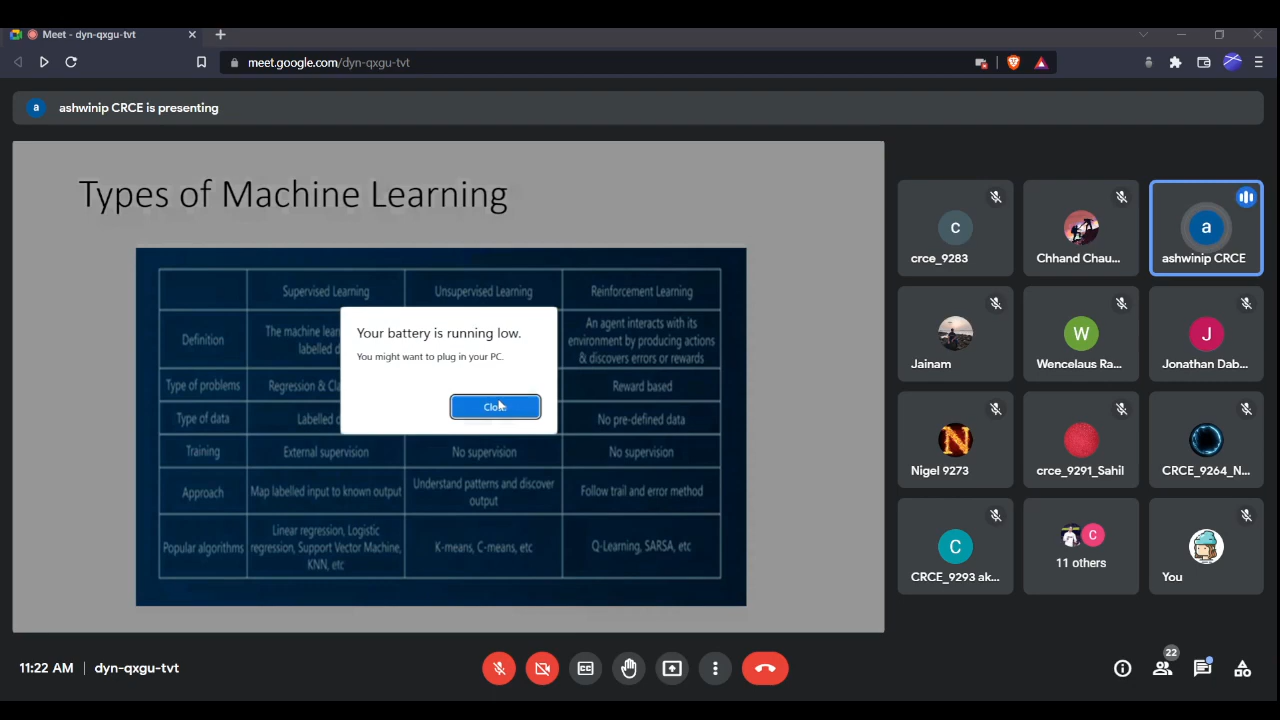 Meet - dyn-qxgu-tvt
meet.google.com/dyn-qxgu-tvt
a
ashwinip CRCE is presenting
Types of Machine Learning
Supervised Learning
Unsupervised Learning
Reinforcement Learning
Definition
The machine
labelled
An agent interacts with its
environment by producing actions
& discovers errors or rewards
Type of problems
Regression &
Reward based
Type of data
Labelled
No pre-defined data
Training
External supervision
No supervision
No supervision
Approach
Map labelled input to known output
Understand patterns and discover
output
Follow trail and error method
Popular algorithms
Linear regression, Logistic
regression, Support Vector Machine,
KNN, etc
K-means, C-means, etc
Q-Learning, SARSA, etc
Your battery is running low.
You might want to plug in your PC.
c
crce_9283
Chhand Chau...
a
ashwinip CRCE
Jainam
W
Wencelaus Ra...
J
Jonathan Dab...
N
Nigel 9273
crce_9291_Sahil
CRCE_9264_N...
C
CRCE_9293 ak...
C
11 others
You
11:22 AM
dyn-qxgu-tvt
22